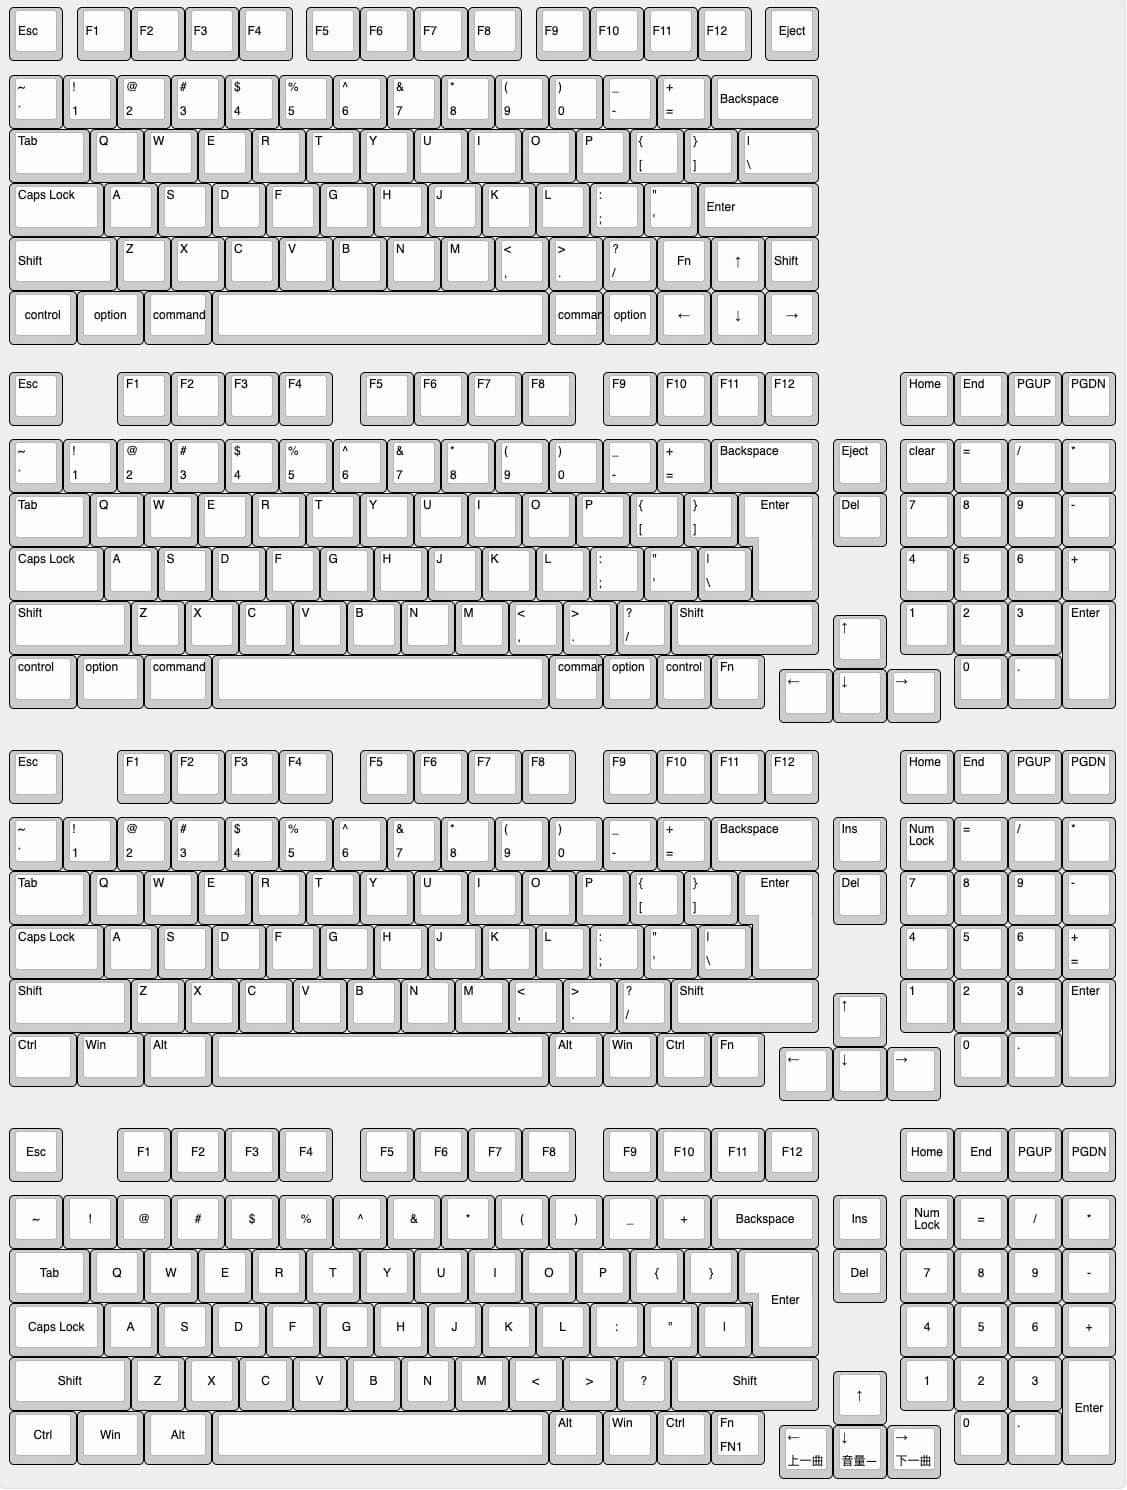 Esc F1 F2 F3 F4 F5 F6 F7 F8 F9 F10 F11 F12 Eject
~ ! @ # $ % ^ & * ( ) _ + Backspace
` 1 2 3 4 5 6 7 8 9 0 - =
Tab Q W E R T Y U I O P { } |
[ ] \
Caps Lock A S D F G H J K L : " Enter
; '
Shift Z X C V B N M < > ? Fn ↑ Shift
, . /
control option command comman option ← ↓ →
Esc F1 F2 F3 F4 F5 F6 F7 F8 F9 F10 F11 F12 Home End PGUP PGDN
~ ! @ # $ % ^ & * ( ) _ + Backspace Eject clear = / *
` 1 2 3 4 5 6 7 8 9 0 - =
Tab Q W E R T Y U I O P { } Enter Del 7 8 9 -
[ ]
Caps Lock A S D F G H J K L : " | 4 5 6 +
; ' \
Shift Z X C V B N M < > ? Shift ↑ 1 2 3 Enter
, . /
control option command comman option control Fn ← ↓ → 0 .
Esc F1 F2 F3 F4 F5 F6 F7 F8 F9 F10 F11 F12 Home End PGUP PGDN
~ ! @ # $ % ^ & * ( ) _ + Backspace Ins Num = / *
Lock
` 1 2 3 4 5 6 7 8 9 0 - =
Tab Q W E R T Y U I O P { } Enter Del 7 8 9 -
[ ]
Caps Lock A S D F G H J K L : " | 4 5 6 +
; ' \ =
Shift Z X C V B N M < > ? Shift ↑ 1 2 3 Enter
, . /
Ctrl Win Alt Alt Win Ctrl Fn ← ↓ → 0 .
Esc F1 F2 F3 F4 F5 F6 F7 F8 F9 F10 F11 F12 Home End PGUP PGDN
~ ! @ # $ % ^ & * ( ) _ + Backspace Ins Num = / *
Lock
Tab Q W E R T Y U I O P { } Enter Del 7 8 9 -
Caps Lock A S D F G H J K L : " | 4 5 6 +
Shift Z X C V B N M < > ? Shift ↑ 1 2 3 Enter
Ctrl Win Alt Alt Win Ctrl Fn ← ↓ → 0 .
FN1 上一曲 音量— 下一曲